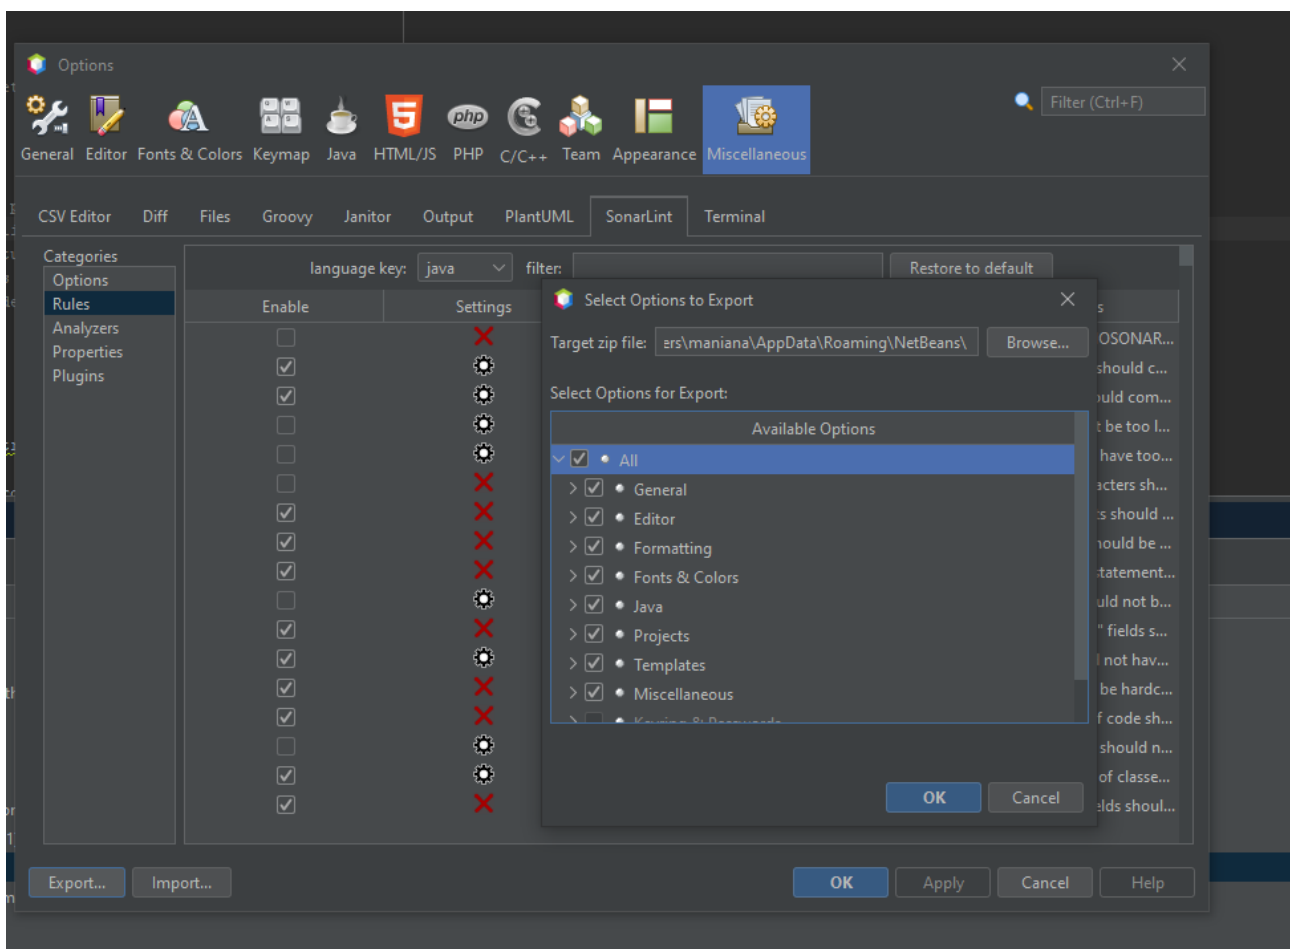 Options
Filter (Ctrl+F)
General Editor Fonts & Colors Keymap Java HTML/JS PHP C/C++ Team Appearance Miscellaneous
CSV Editor Diff Files Groovy Janitor Output PlantUML SonarLint Terminal
Categories
Options
Rules
Analyzers
Properties
Plugins
language key: java filter: Restore to default
Enable Settings
OSONAR...
should c...
ould com...
t be too l...
have too...
acters sh...
ts should ...
hould be ...
statement...
uld not b...
" fields s...
not hav...
be hardc...
f code sh...
should n...
of classe...
elds shoul...
Select Options to Export
Target zip file: ers\maniana\AppData\Roaming\NetBeans\ Browse...
Select Options for Export:
Available Options
All
General
Editor
Formatting
Fonts & Colors
Java
Projects
Templates
Miscellaneous
Keyring & Passwords
OK Cancel
Export... Import... OK Apply Cancel Help